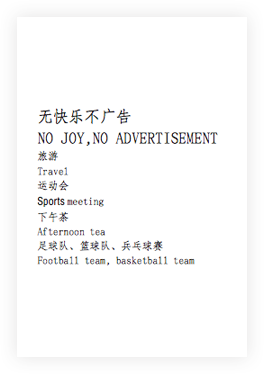 无快乐不广告
NO JOY,NO ADVERTISEMENT
旅游
Travel
运动会
Sports meeting
下午茶
Afternoon tea
足球队、篮球队、兵乓球赛
Football team, basketball team